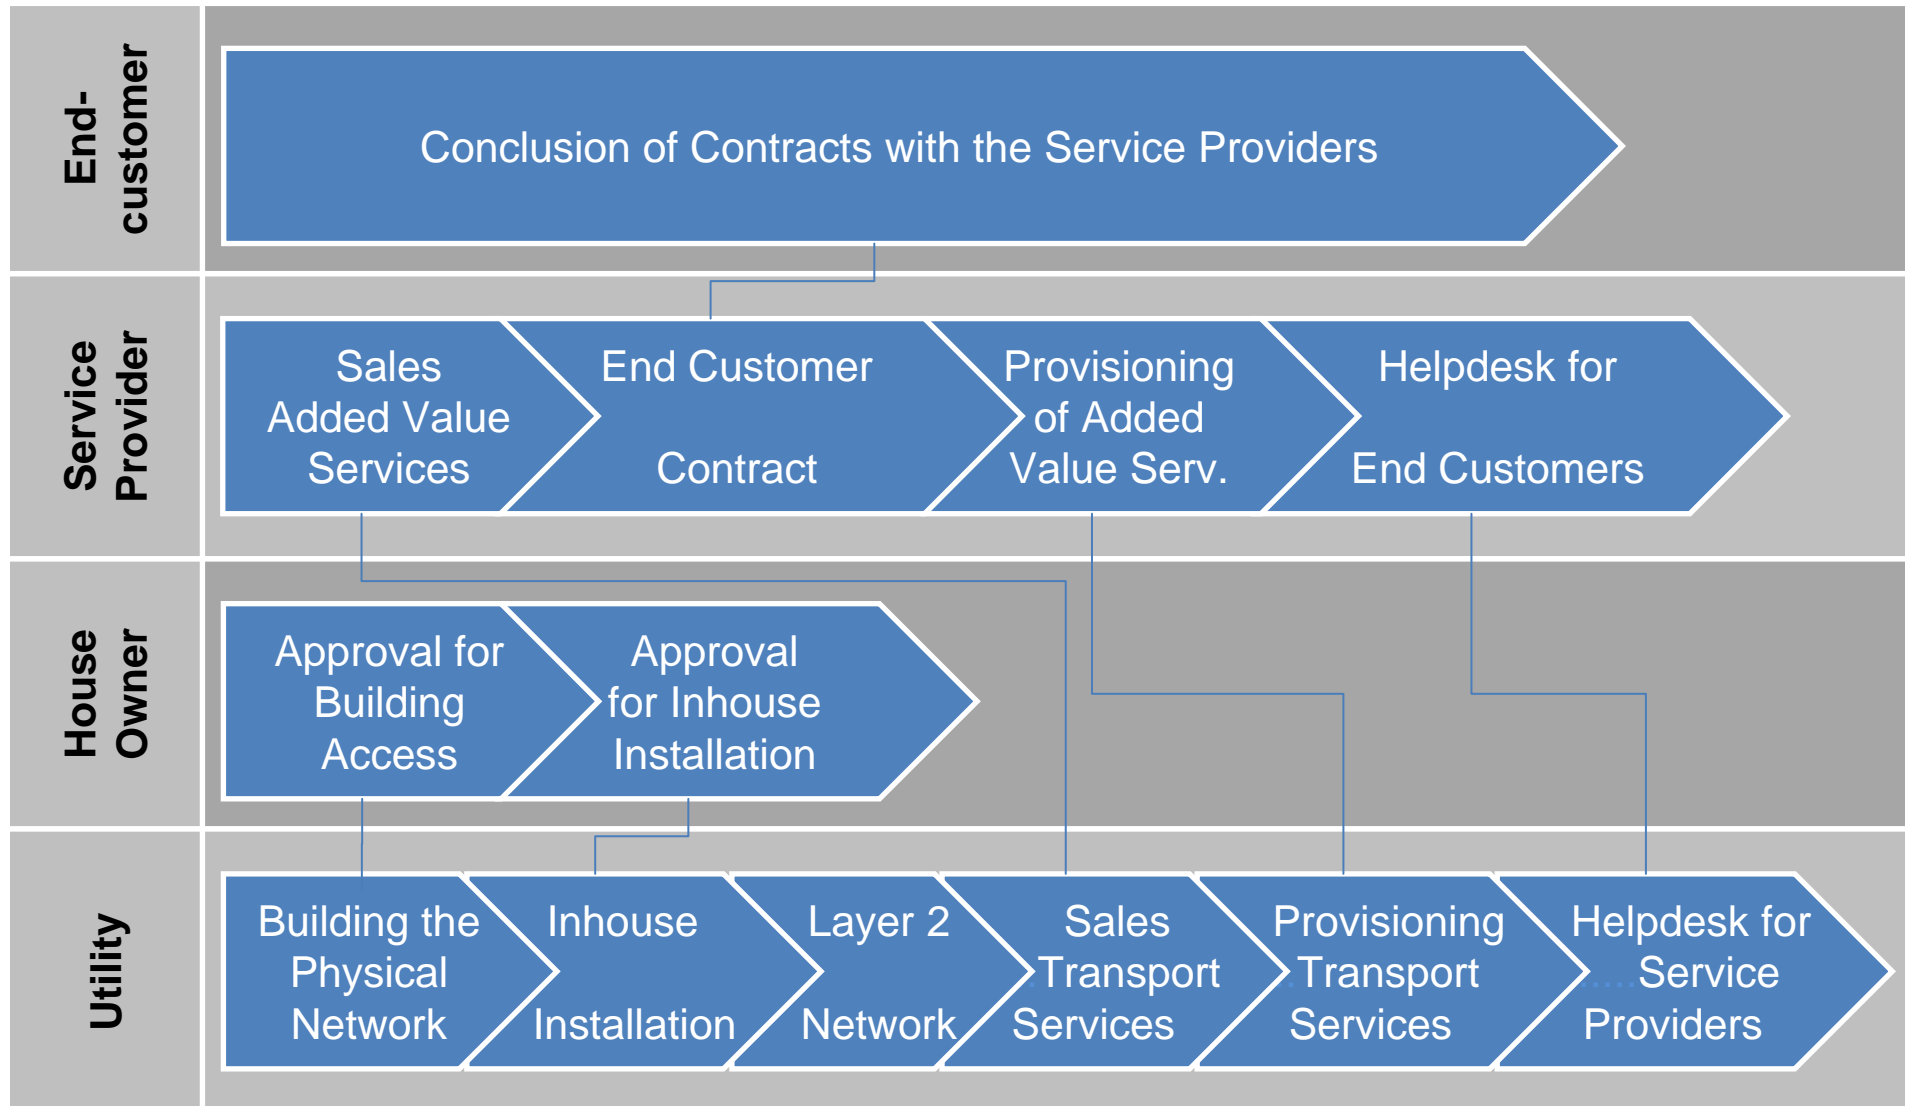 End-
customer
Conclusion of Contracts with the Service Providers
Service
Provider
Sales
Added Value
Services
End Customer
Contract
Provisioning
of Added
Value Serv.
Helpdesk for
End Customers
House
Owner
Approval for
Building
Access
Approval
for Inhouse
Installation
Utility
Building the
Physical
Network
Inhouse
Installation
Layer 2
Network
Sales
.Transport
Services
Provisioning
.Transport
Services
Helpdesk for
.....Service
Providers